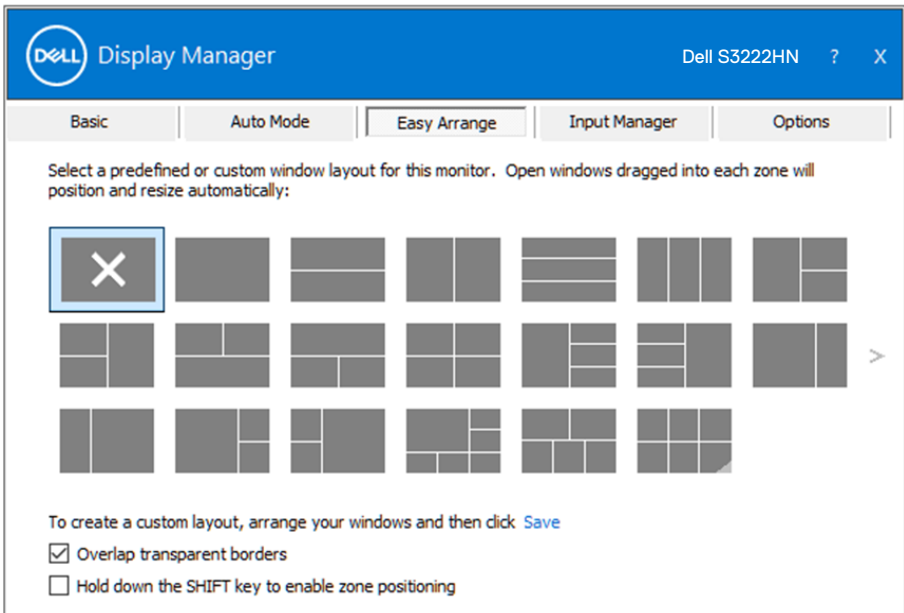 DELL Display Manager Dell S3222HN ? X
Basic Auto Mode Easy Arrange Input Manager Options
Select a predefined or custom window layout for this monitor. Open windows dragged into each zone will
position and resize automatically:
>
To create a custom layout, arrange your windows and then click Save
Overlap transparent borders
Hold down the SHIFT key to enable zone positioning